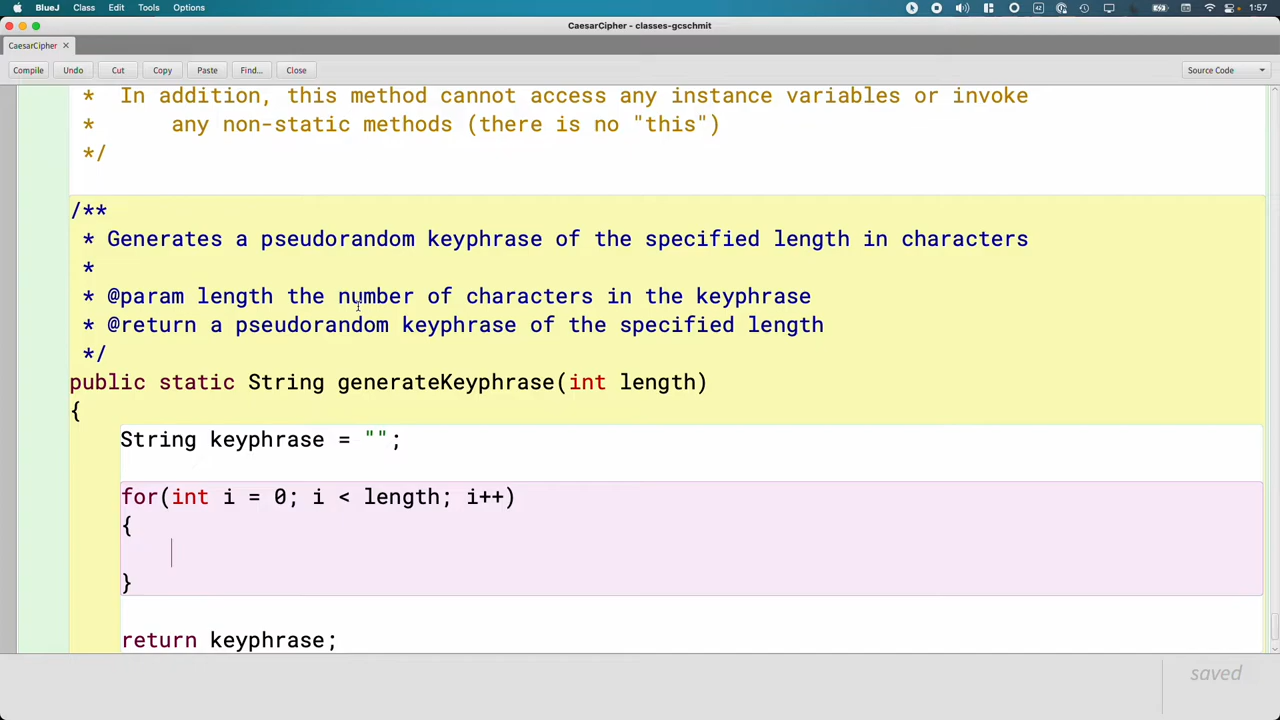 BlueJ Class Edit Tools Options 1:57
CaesarCipher - classes-gcschmit
CaesarCipher ×
Compile Undo Cut Copy Paste Find... Close Source Code
* In addition, this method cannot access any instance variables or invoke
* any non-static methods (there is no "this")
*/
/**
* Generates a pseudorandom keyphrase of the specified length in characters
*
* @param length the number of characters in the keyphrase
* @return a pseudorandom keyphrase of the specified length
*/
public static String generateKeyphrase(int length)
{
String keyphrase = "";
for(int i = 0; i < length; i++)
{
}
return keyphrase;
saved